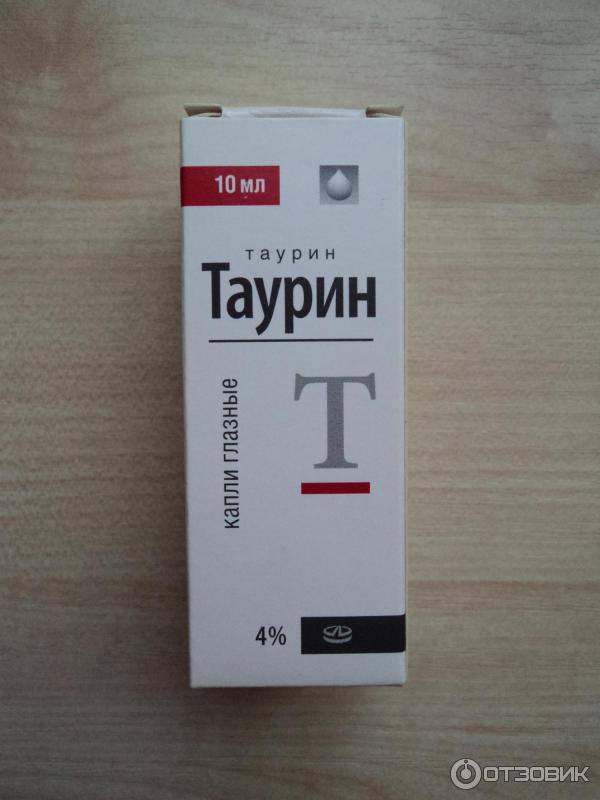 10 мл
таурин
Таурин
капли глазные
Т
4%
ОТЗОВИК